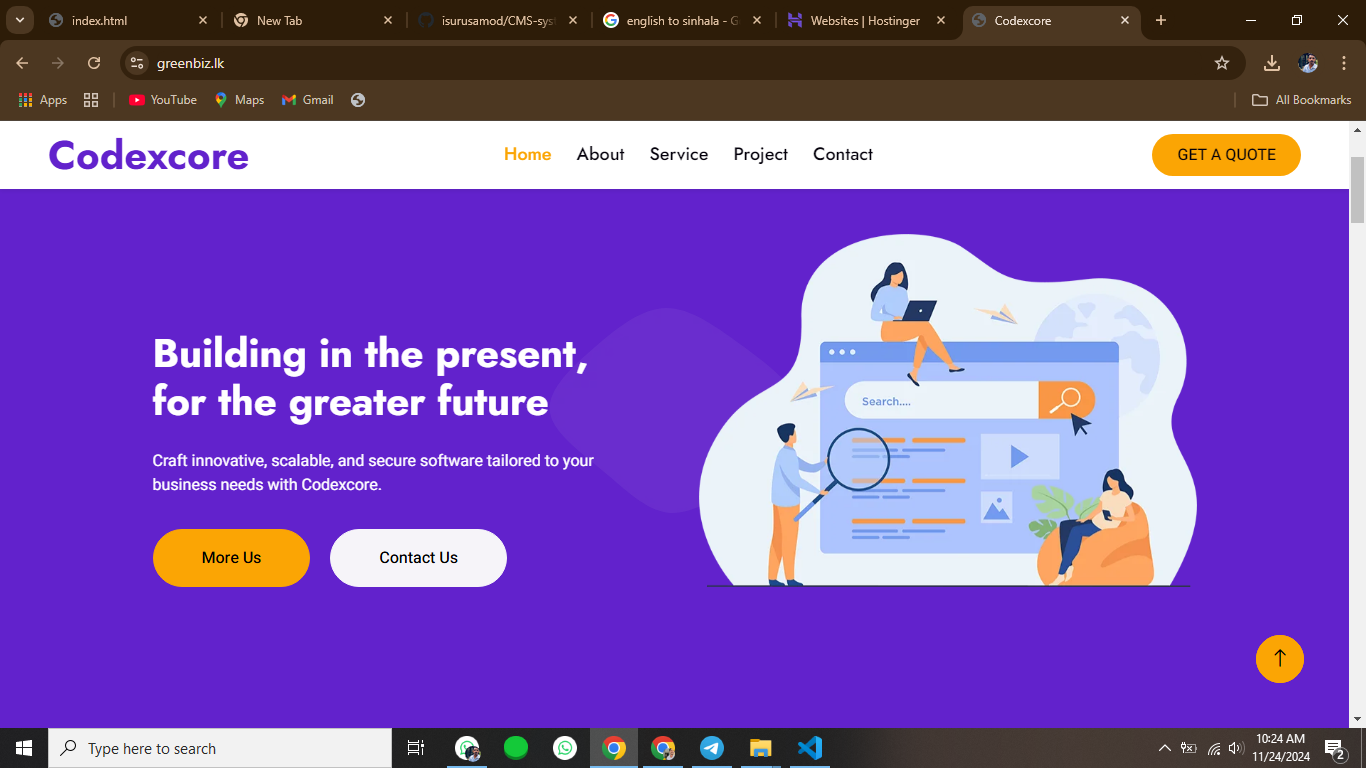 index.html
New Tab
isurusamod/CMS-sys
english to sinhala - G
Websites | Hostinger
Codexcore
greenbiz.lk
Apps
YouTube
Maps
Gmail
All Bookmarks
Codexcore
Home
About
Service
Project
Contact
GET A QUOTE
Building in the present,
for the greater future
Craft innovative, scalable, and secure software tailored to your
business needs with Codexcore.
More Us
Contact Us
Search....
Type here to search
10:24 AM
11/24/2024
2